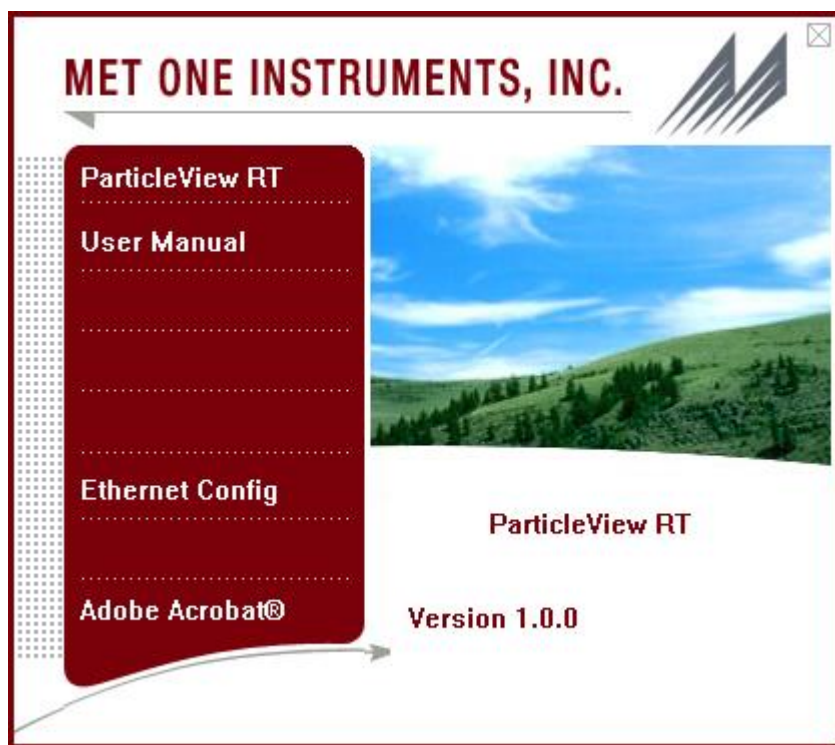 MET ONE INSTRUMENTS, INC.
ParticleView RT
User Manual
Ethernet Config
Adobe Acrobat®
ParticleView RT
Version 1.0.0